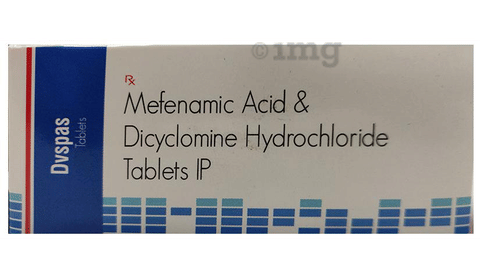 ©1mg
Rx
Mefenamic Acid &
Dicyclomine Hydrochloride
Tablets IP
Dvspas
Tablets